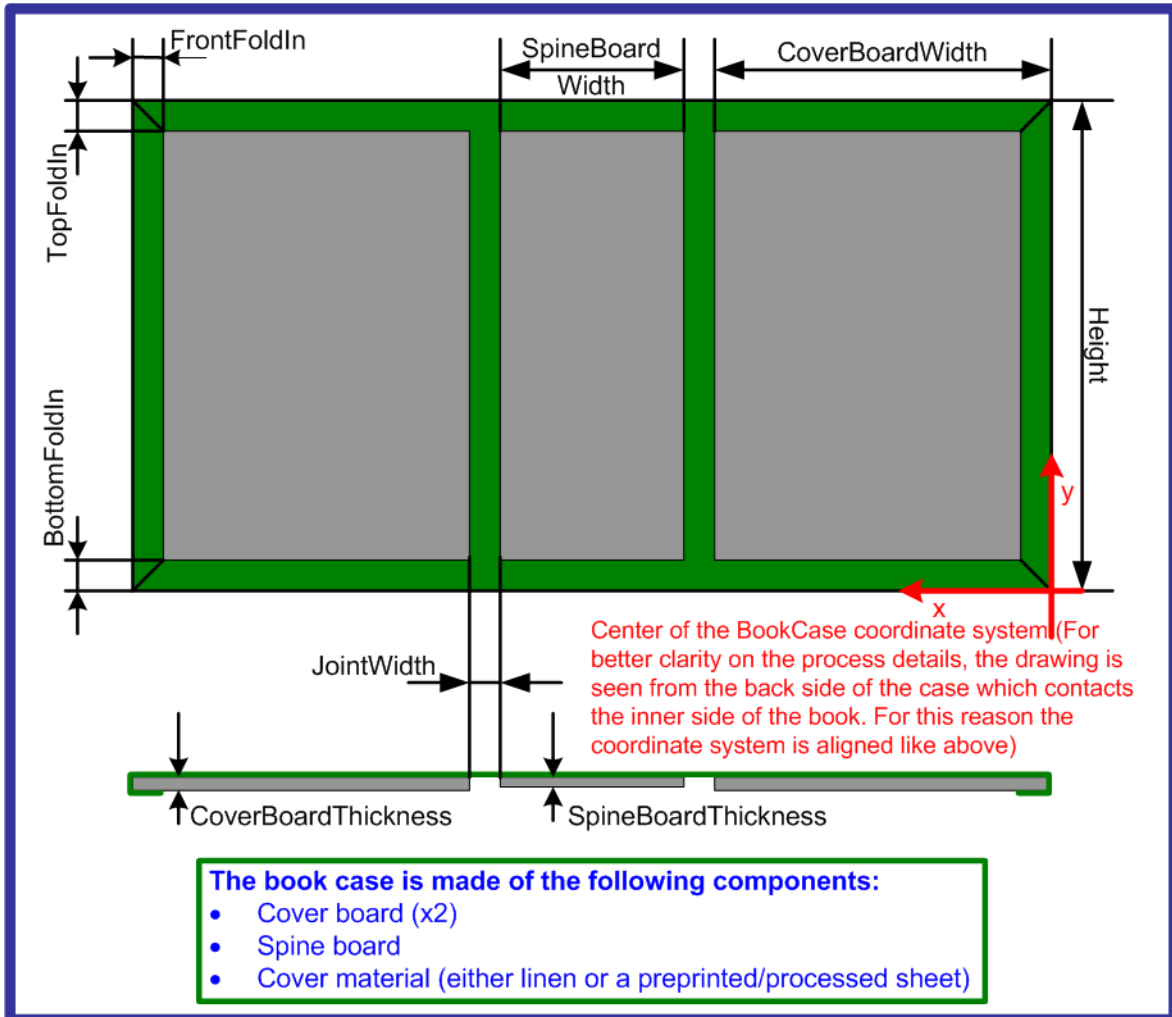 FrontFoldIn
SpineBoard
Width
CoverBoardWidth
TopFoldIn
BottomFoldIn
Height
y
x
Center of the BookCase coordinate system (For
better clarity on the process details, the drawing is
seen from the back side of the case which contacts
the inner side of the book. For this reason the
coordinate system is aligned like above)
JointWidth
CoverBoardThickness
SpineBoardThickness
The book case is made of the following components:
• Cover board (x2)
• Spine board
• Cover material (either linen or a preprinted/processed sheet)